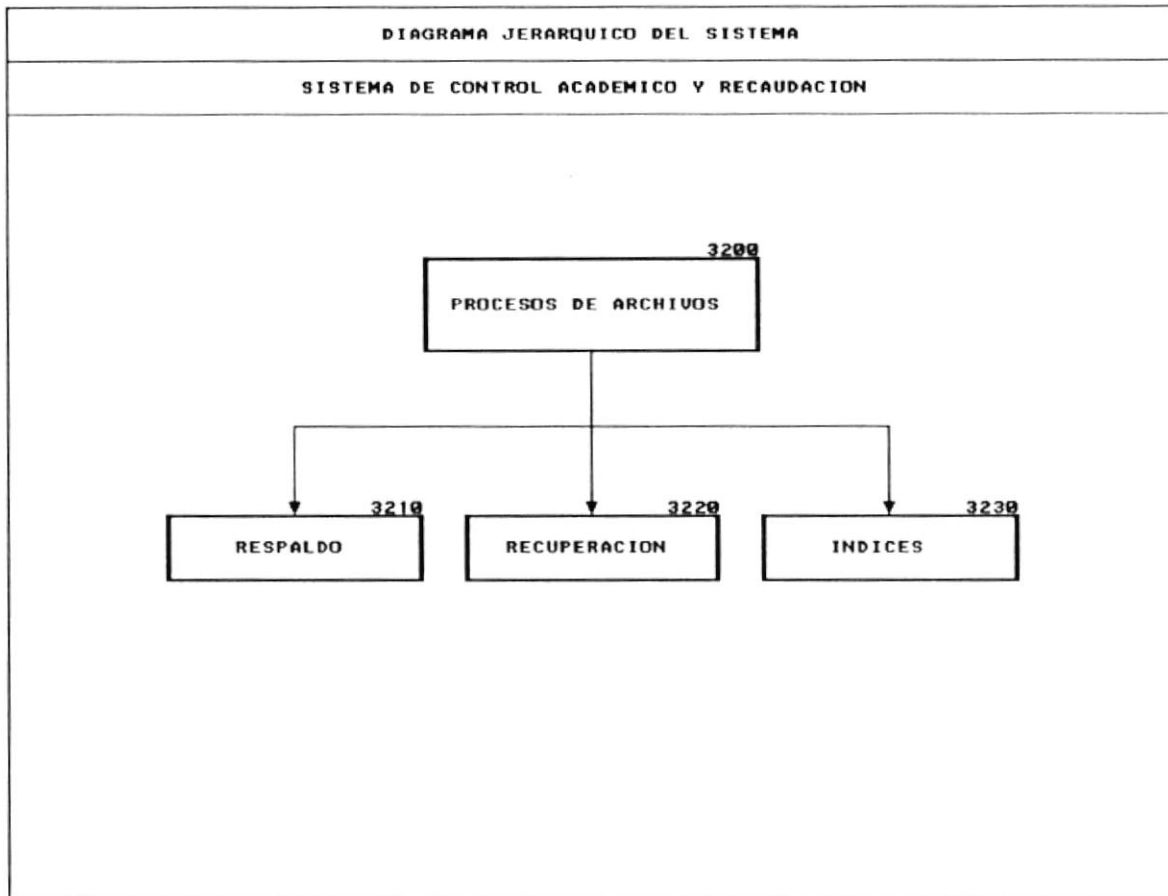 DIAGRAMA JERARQUICO DEL SISTEMA
SISTEMA DE CONTROL ACADEMICO Y RECAUDACION
3200
PROCESOS DE ARCHIVOS
3210
RESPALDO
3220
RECUPERACION
3230
INDICES